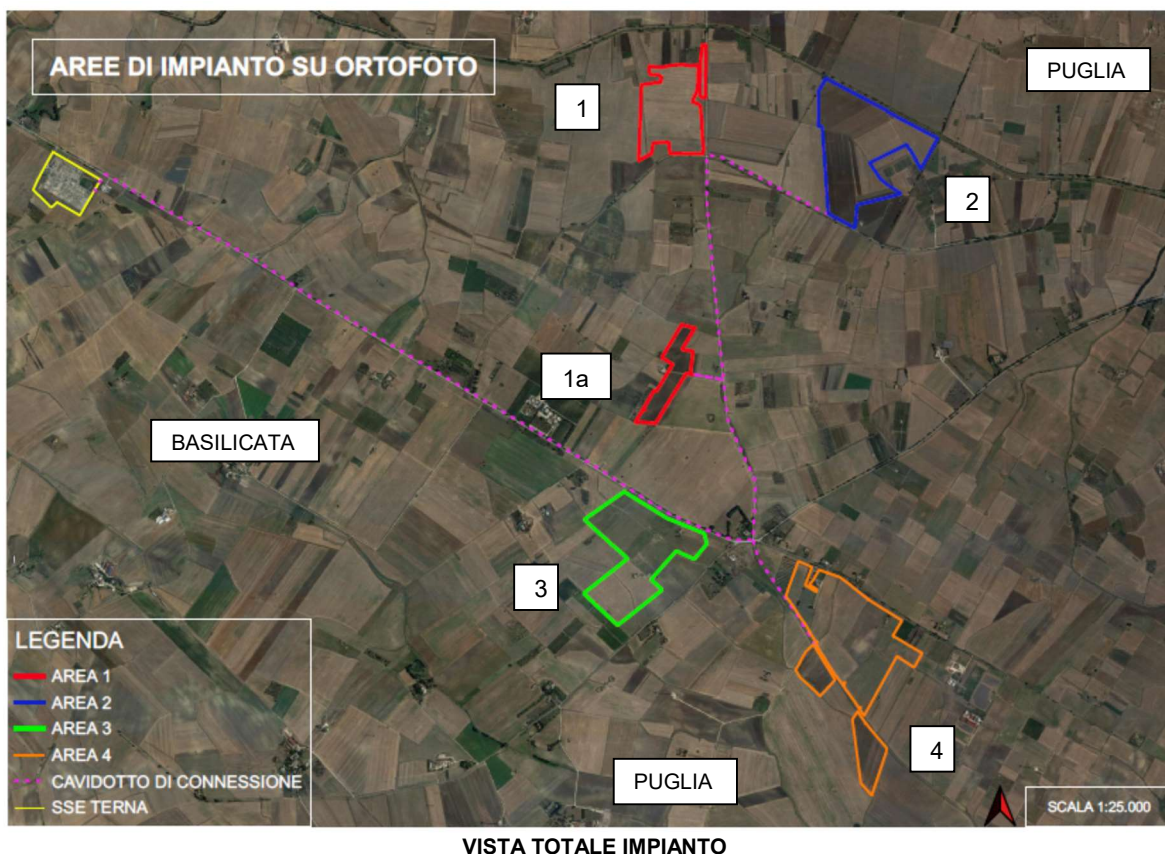 AREE DI IMPIANTO SU ORTOFOTO
PUGLIA
1
2
1a
BASILICATA
3
LEGENDA
AREA 1
AREA 2
AREA 3
AREA 4
CAVIDOTTO DI CONNESSIONE
SSE TERNA
4
PUGLIA
SCALA 1:25.000
VISTA TOTALE IMPIANTO